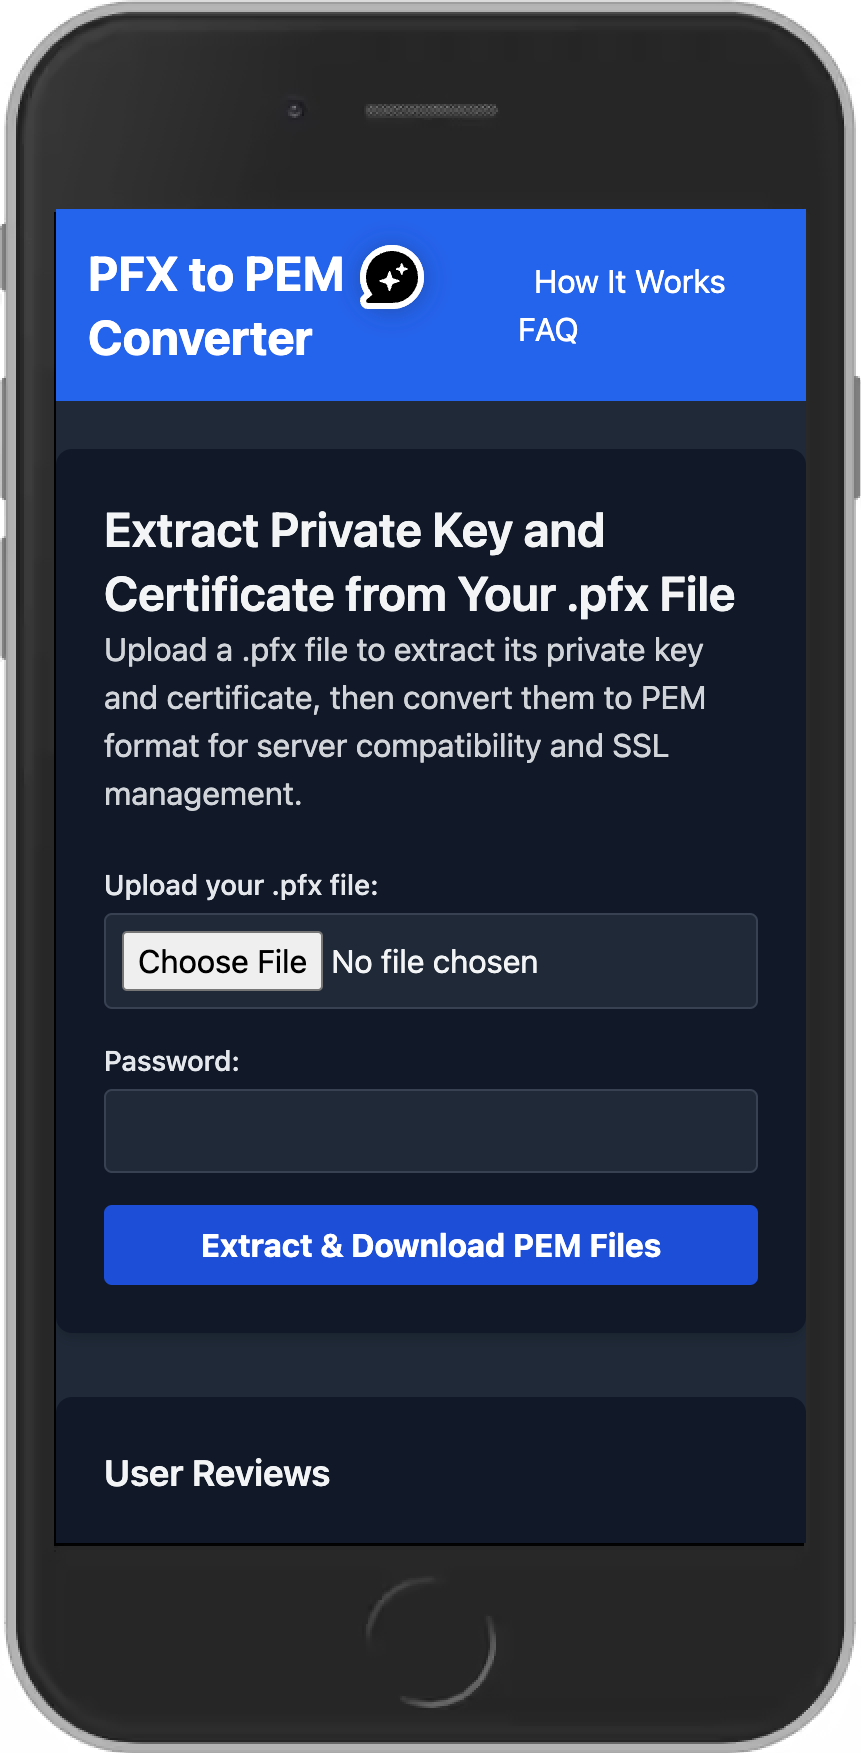 PFX to PEM
Converter
How It Works
FAQ
Extract Private Key and
Certificate from Your .pfx File
Upload a .pfx file to extract its private key
and certificate, then convert them to PEM
format for server compatibility and SSL
management.
Upload your .pfx file:
Choose File No file chosen
Password:
Extract & Download PEM Files
User Reviews